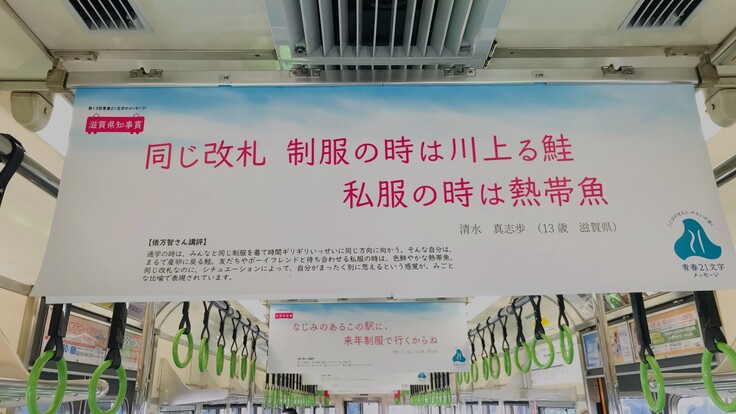 第13回青春21文字のメッセージ
滋賀県知事賞
同じ改札 制服の時は川上る鮭
私服の時は熱帯魚
清水 真志歩 (13歳 滋賀県)
【俵万智さん講評】
通学の時は、みんなと同じ制服を着て時間ギリギリいっせいに同じ方向に向かう。そんな自分は、
まるで産卵に戻る鮭。友だちやボーイフレンドと待ち合わせる私服の時は、色鮮やかな熱帯魚。
同じ改札なのに、シチュエーションによって、自分がまったく別に思えるという感覚が、みごと
な比喩で表現されています。
青春21文字
メッセージ
なじみのあるこの駅に、
来年制服で行くからね